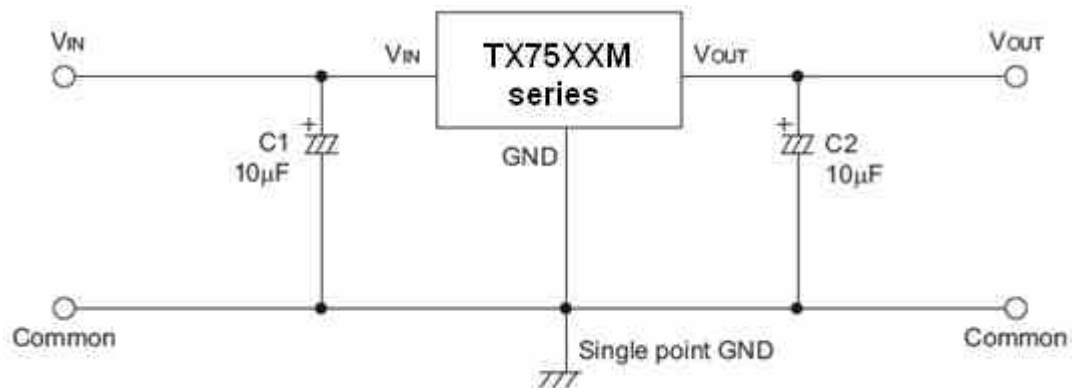 VIN
VIN
TX75XXM
series
VOUT
VOUT
+
C1
10μF
GND
+
C2
10μF
Common
Single point GND
Common